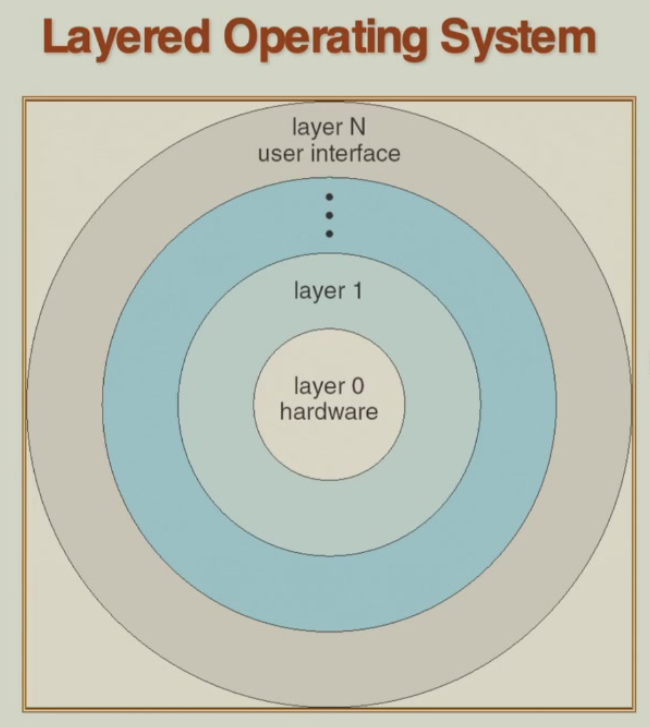 Layered Operating System
layer N
user interface
layer 1
layer 0
hardware